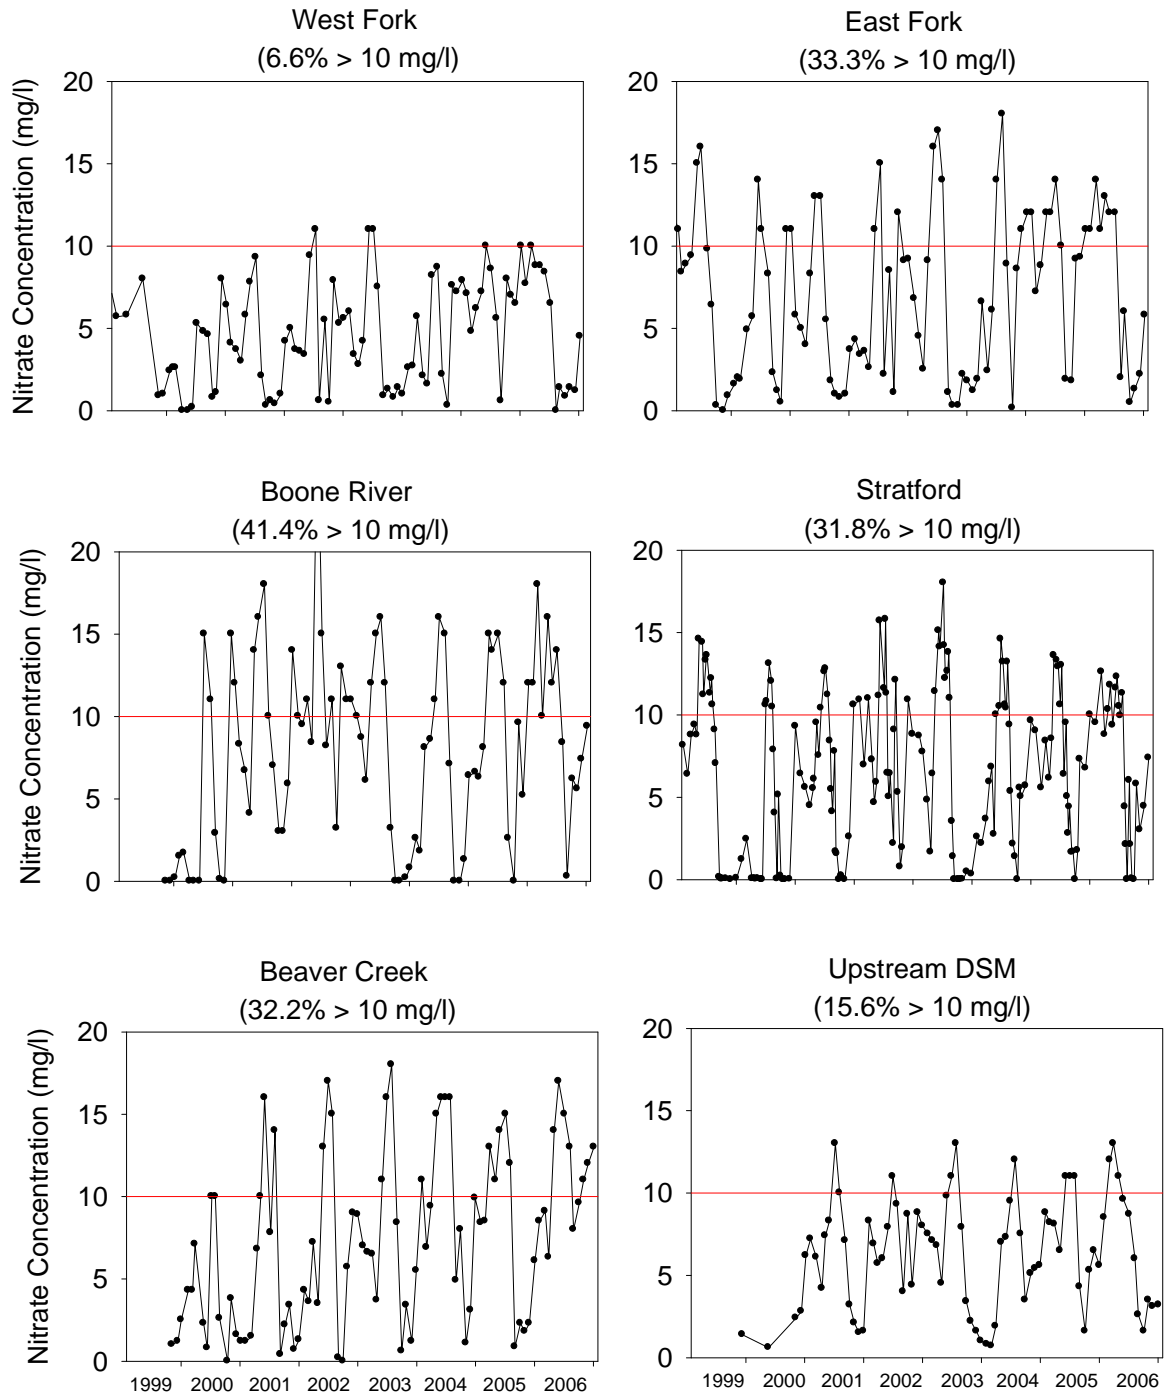 West Fork
(6.6% > 10 mg/l)
East Fork
(33.3% > 10 mg/l)
Nitrate Concentration (mg/l)
20
15
10
5
0
20
15
10
5
0
Boone River
(41.4% > 10 mg/l)
Stratford
(31.8% > 10 mg/l)
Nitrate Concentration (mg/l)
20
15
10
5
0
20
15
10
5
0
Beaver Creek
(32.2% > 10 mg/l)
Upstream DSM
(15.6% > 10 mg/l)
Nitrate Concentration (mg/l)
20
15
10
5
0
20
15
10
5
0
1999 2000 2001 2002 2003 2004 2005 2006
1999 2000 2001 2002 2003 2004 2005 2006